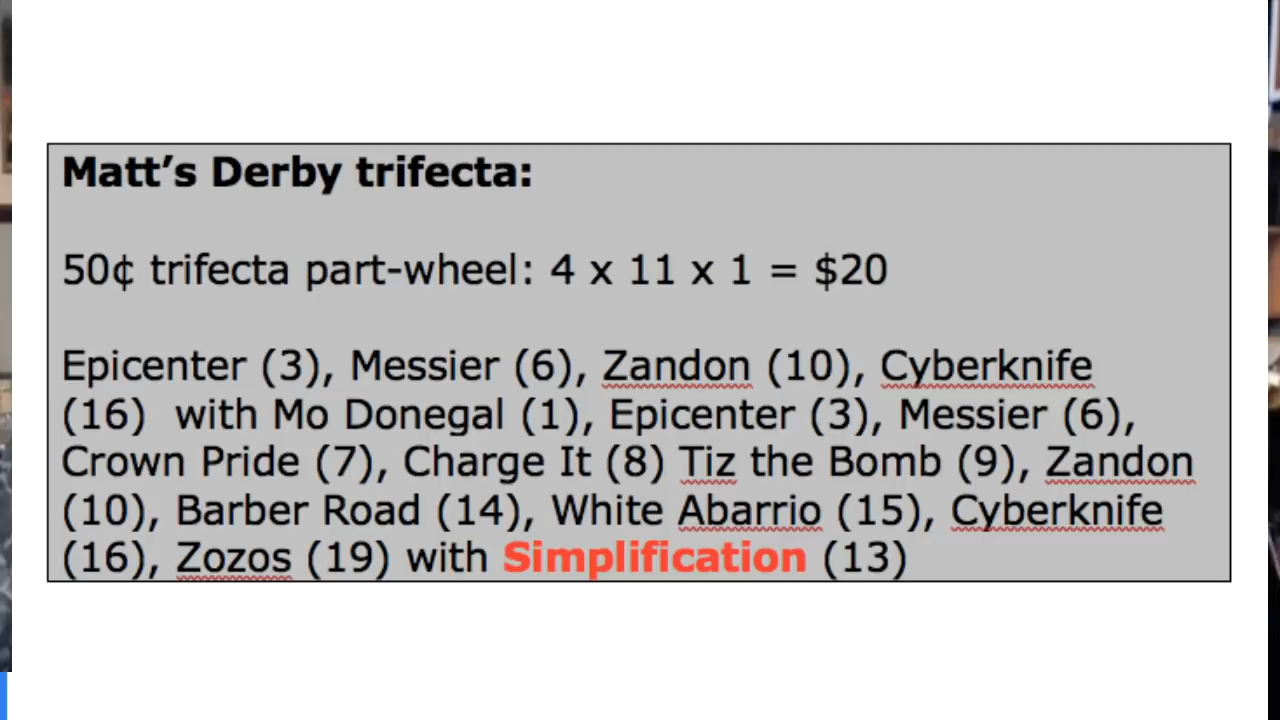 Matt’s Derby trifecta:
50¢ trifecta part-wheel: 4 x 11 x 1 = $20
Epicenter (3), Messier (6), Zandon (10), Cyberknife
(16)  with Mo Donegal (1), Epicenter (3), Messier (6),
Crown Pride (7), Charge It (8) Tiz the Bomb (9), Zandon
(10), Barber Road (14), White Abarrio (15), Cyberknife
(16), Zozos (19) with Simplification (13)